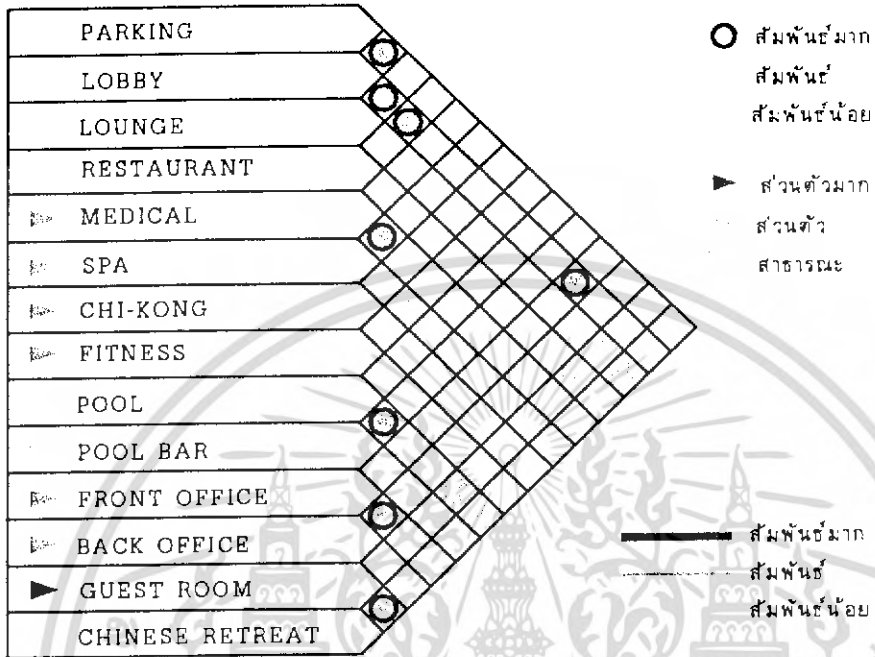 PARKING
LOBBY
LOUNGE
RESTAURANT
MEDICAL
SPA
CHI-KONG
FITNESS
POOL
POOL BAR
FRONT OFFICE
BACK OFFICE
GUEST ROOM
CHINESE RETREAT
สัมพันธ์มาก
สัมพันธ์
สัมพันธ์น้อย
ส่วนตัวมาก
ส่วนตัว
สาธารณะ
สัมพันธ์มาก
สัมพันธ์
สัมพันธ์น้อย